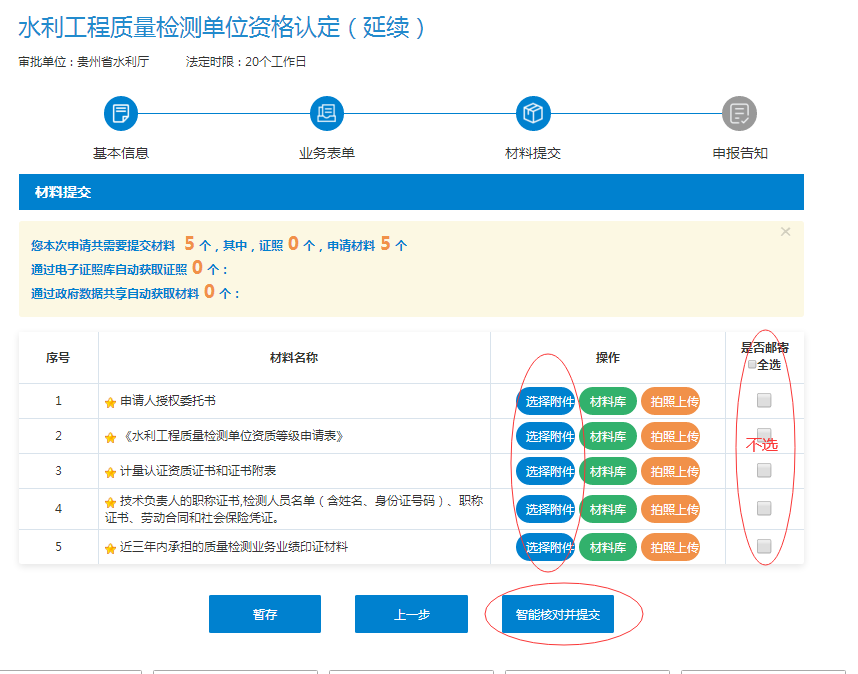 水利工程质量检测单位资格认定（延续）
审批单位：贵州省水利厅 法定时限：20个工作日
基本信息 业务表单 材料提交 申报告知
材料提交
您本次申请共需要提交材料 5 个，其中，证照 0 个，申请材料 5 个
通过电子证照库自动获取证照 0 个：
通过政府数据共享自动获取材料 0 个：
序号 材料名称 操作 是否邮寄
全选
1 申请人授权委托书 选择附件 材料库 拍照上传
2 《水利工程质量检测单位资质等级申请表》 选择附件 材料库 拍照上传
不选
3 计量认证资质证书和证书附表 选择附件 材料库 拍照上传
4 技术负责人的职称证书,检测人员名单（含姓名、身份证号码）、职称 选择附件 材料库 拍照上传
证书、劳动合同和社会保险凭证。
5 近三年内承担的质量检测业务业绩印证材料 选择附件 材料库 拍照上传
暂存 上一步 智能核对并提交